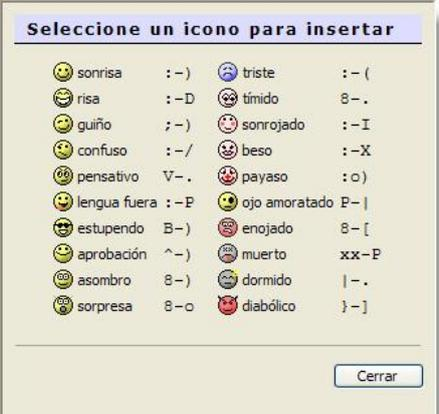 Seleccione un icono para insertar
sonrisa :-) triste :-(
risa :-D tímido 8-.
guiño ;-) sonrojado :-I
confuso :-/ beso :-X
pensativo V-. payaso :o)
lengua fuera :-P ojo amoratado P-|
estupendo B-) enojado 8-[
aprobación ^-) muerto xx-P
asombro 8-) dormido |-.
sorpresa 8-o diabólico }-]
Cerrar